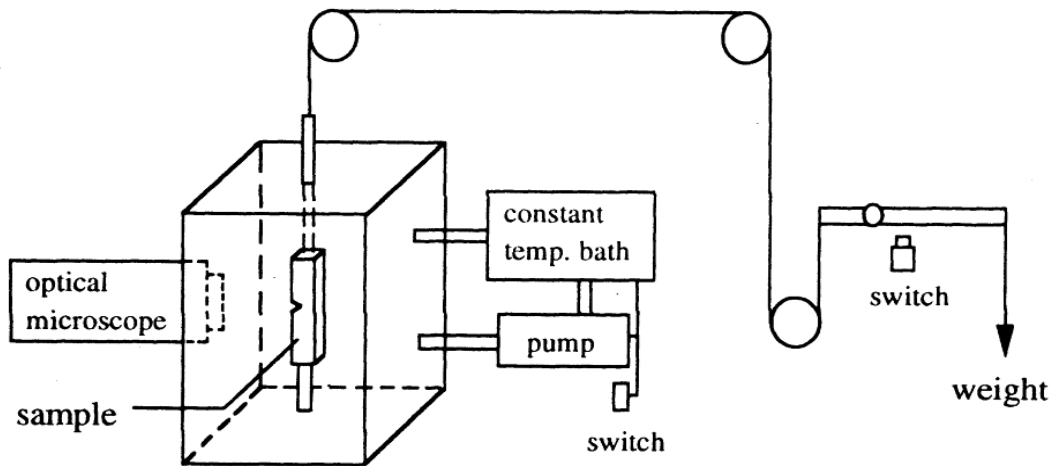 constant
temp. bath
optical
microscope
switch
pump
weight
sample
switch